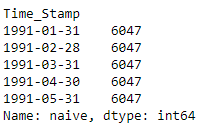 Time_Stamp
1991-01-31    6047
1991-02-28    6047
1991-03-31    6047
1991-04-30    6047
1991-05-31    6047
Name: naive, dtype: int64